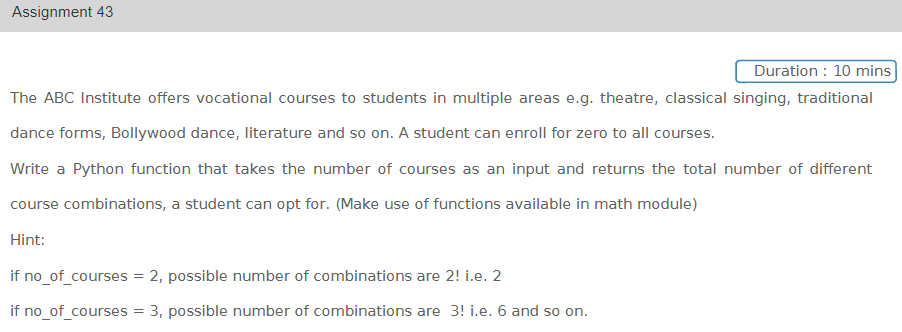 Assignment 43
Duration : 10 mins
The ABC Institute offers vocational courses to students in multiple areas e.g. theatre, classical singing, traditional
dance forms, Bollywood dance, literature and so on. A student can enroll for zero to all courses.
Write a Python function that takes the number of courses as an input and returns the total number of different
course combinations, a student can opt for. (Make use of functions available in math module)
Hint:
if no_of_courses = 2, possible number of combinations are 2! i.e. 2
if no_of_courses = 3, possible number of combinations are  3! i.e. 6 and so on.